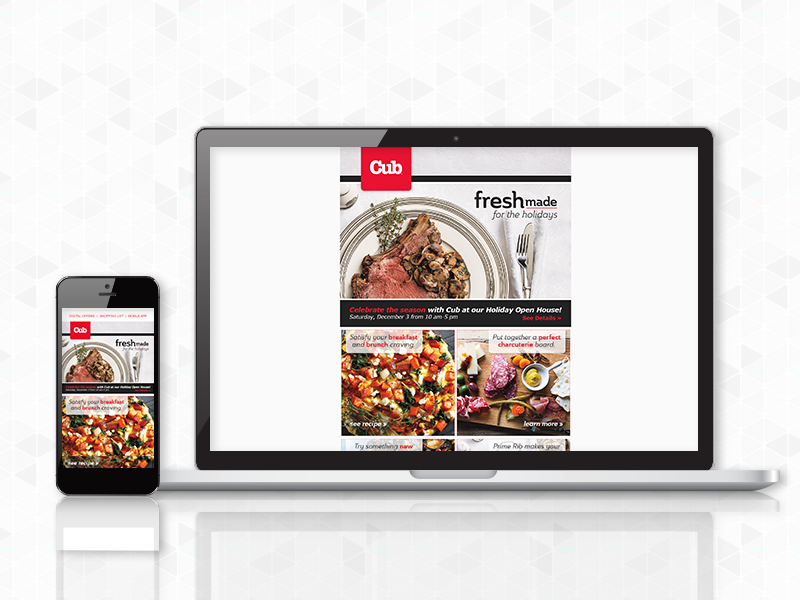 Cub
freshmade
for the holidays
Celebrate the season with Cub at our Holiday Open House!
Saturday, December 3 from 10 am-5 pm
See Details »
Satisfy your breakfast
and brunch craving.
see recipe »
Put together a perfect
charcuterie board.
learn more »
Try something new
Prime Rib makes your
DIGITAL OFFERS | SHOPPING LIST | MOBILE APP
Cub
freshmade
for the holidays
Celebrate the season with Cub at our Holiday Open House!
Saturday, December 3 from 10 am-5 pm
See Details »
Satisfy your breakfast
and brunch craving.
see recipe »